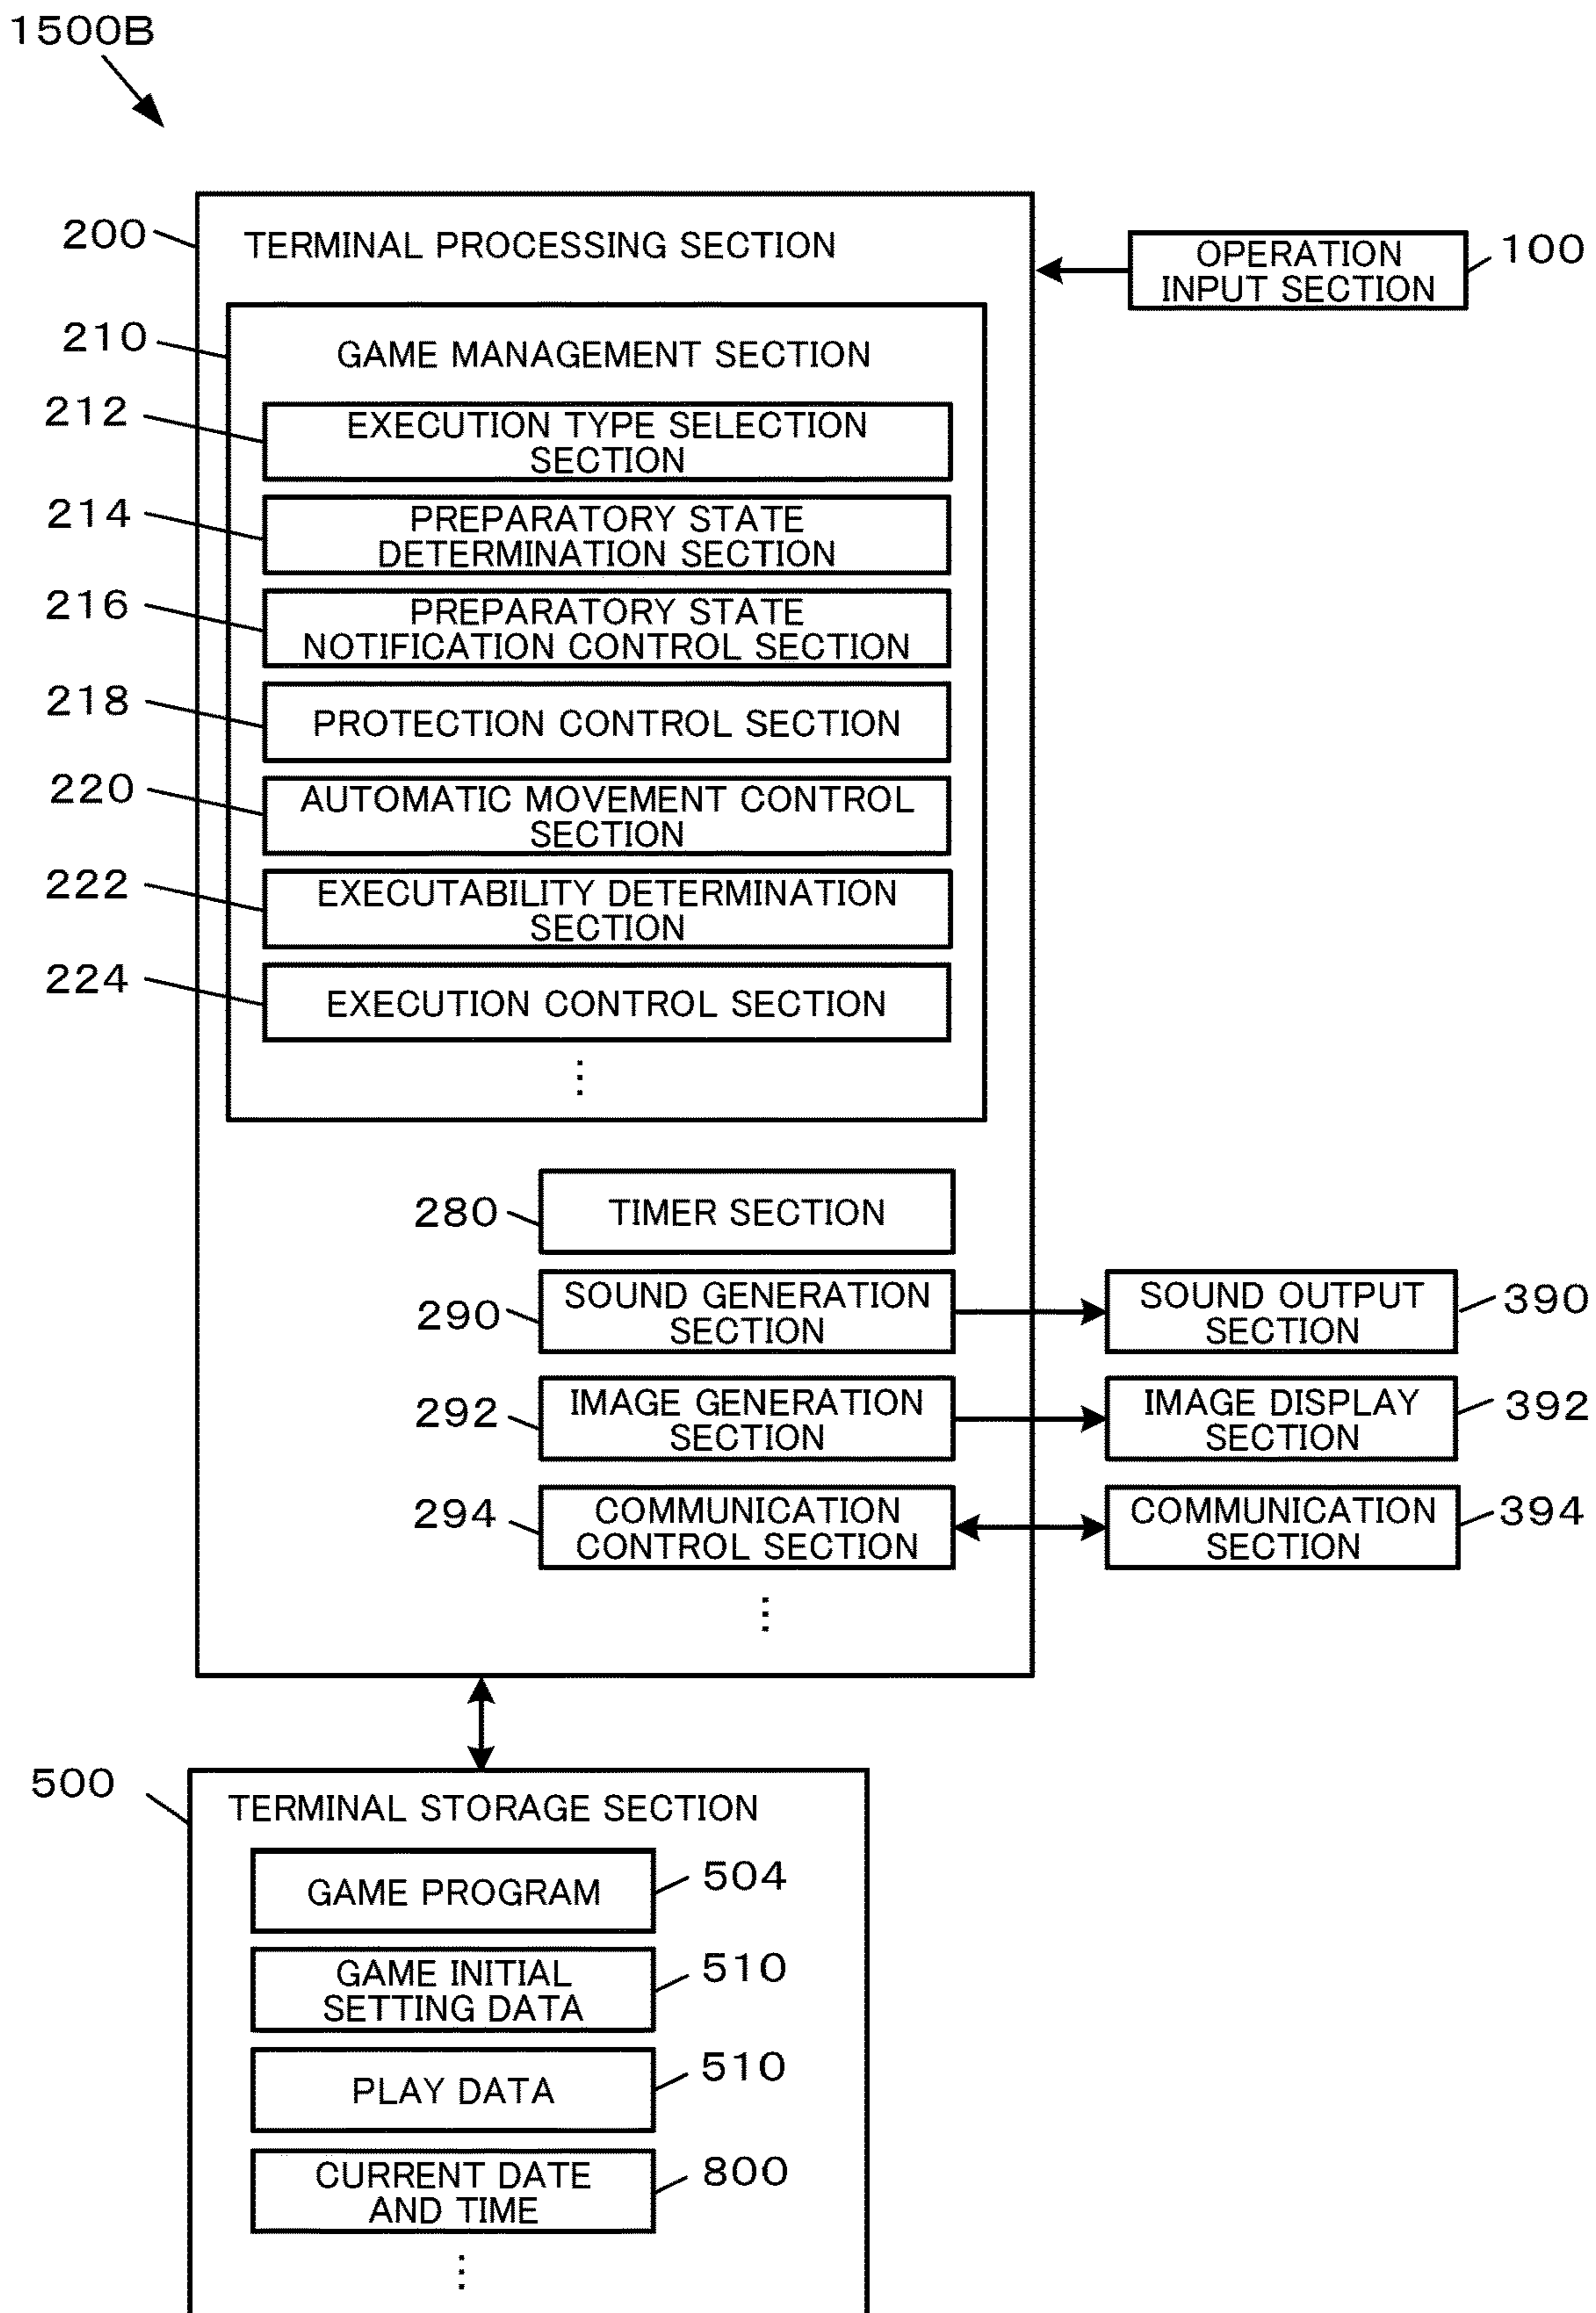 1500B
200
TERMINAL PROCESSING SECTION
OPERATION
INPUT SECTION
100
210
GAME MANAGEMENT SECTION
212
EXECUTION TYPE SELECTION
SECTION
214
PREPARATORY STATE
DETERMINATION SECTION
216
PREPARATORY STATE
NOTIFICATION CONTROL SECTION
218
PROTECTION CONTROL SECTION
220
AUTOMATIC MOVEMENT CONTROL
SECTION
222
EXECUTABILITY DETERMINATION
SECTION
224
EXECUTION CONTROL SECTION
⋮
280
TIMER SECTION
290
SOUND GENERATION
SECTION
SOUND OUTPUT
SECTION
390
292
IMAGE GENERATION
SECTION
IMAGE DISPLAY
SECTION
392
294
COMMUNICATION
CONTROL SECTION
COMMUNICATION
SECTION
394
⋮
500
TERMINAL STORAGE SECTION
GAME PROGRAM
504
GAME INITIAL
SETTING DATA
510
PLAY DATA
510
CURRENT DATE
AND TIME
800
⋮